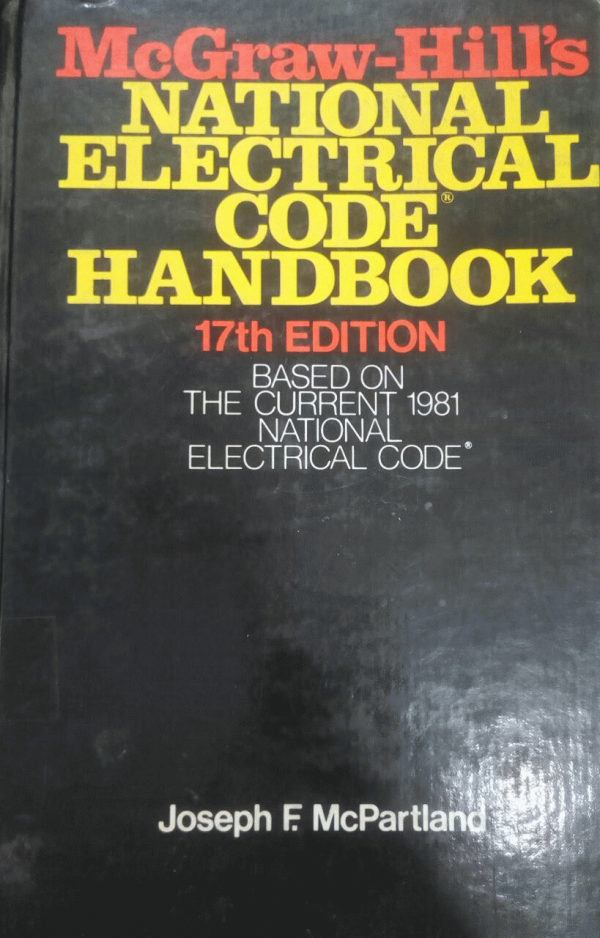 McGraw-Hill's
NATIONAL
ELECTRICAL
CODE®
HANDBOOK
17th EDITION
BASED ON
THE CURRENT 1981
NATIONAL
ELECTRICAL CODE®
Joseph F. McPartland